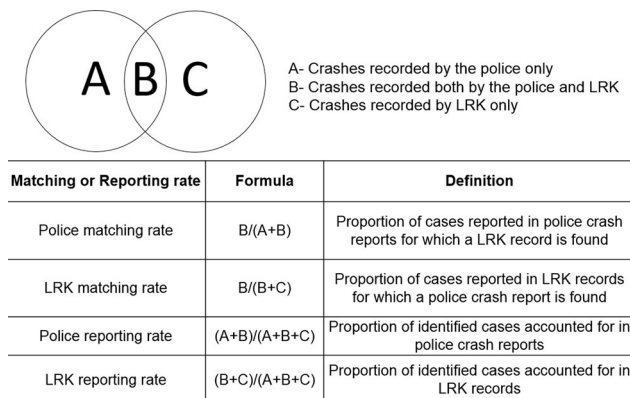 A B C
A- Crashes recorded by the police only
B- Crashes recorded both by the police and LRK
C- Crashes recorded by LRK only
Matching or Reporting rate Formula Definition
Police matching rate B/(A+B) Proportion of cases reported in police crash
reports for which a LRK record is found
LRK matching rate B/(B+C) Proportion of cases reported in LRK records
for which a police crash report is found
Police reporting rate (A+B)/(A+B+C) Proportion of identified cases accounted for in
police crash reports
LRK reporting rate (B+C)/(A+B+C) Proportion of identified cases accounted for in
LRK records